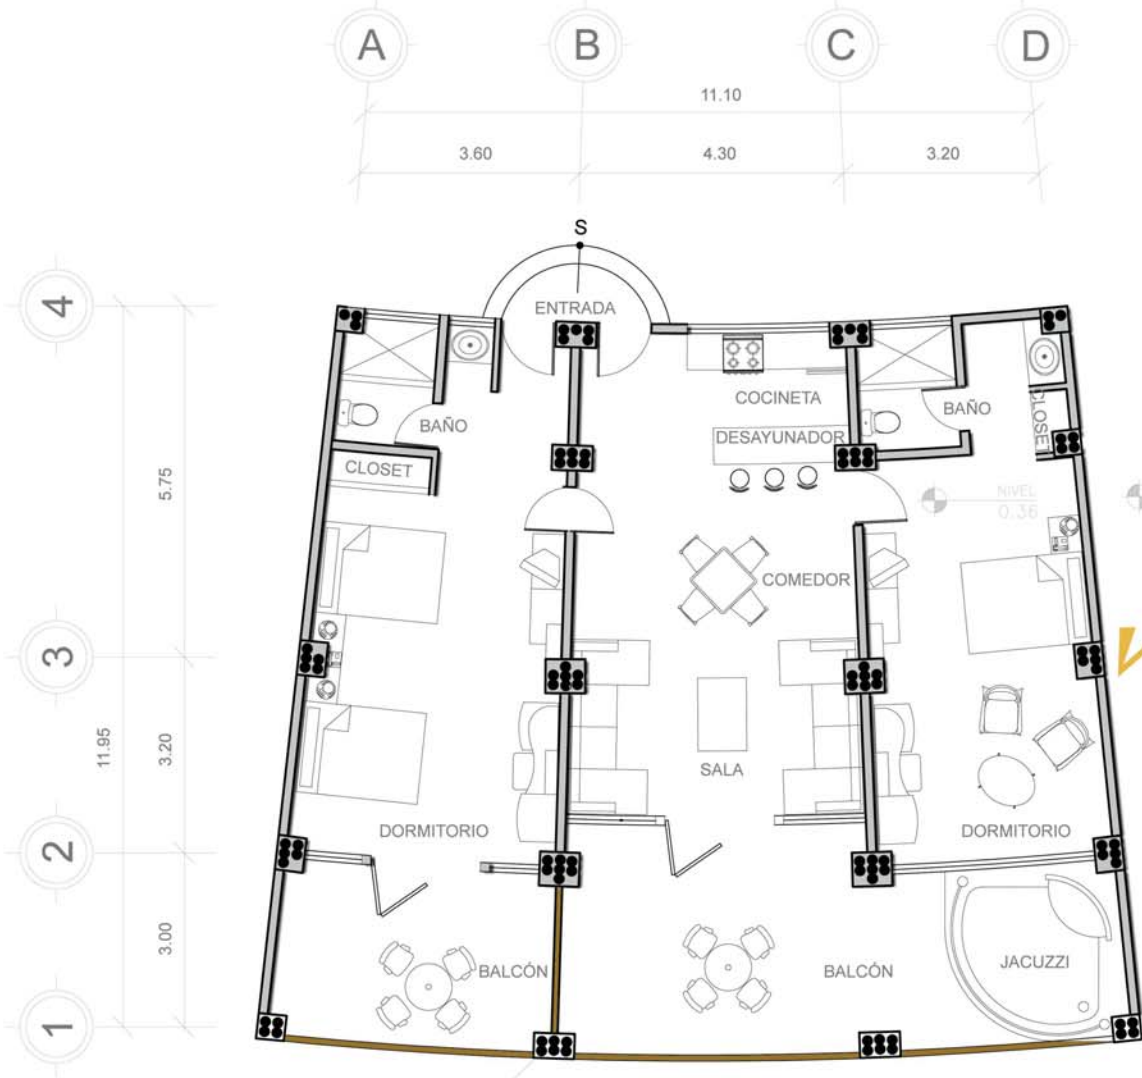 A B C D
11.10
3.60 4.30 3.20
S
4
ENTRADA
COCINETA
BAÑO
BAÑO
CLOSET
DESAYUNADOR
CLOSET
5.75
NIVEL
0.36
COMEDOR
3
11.95
3.20
SALA
DORMITORIO
DORMITORIO
2
3.00
BALCÓN
BALCÓN
JACUZZI
1